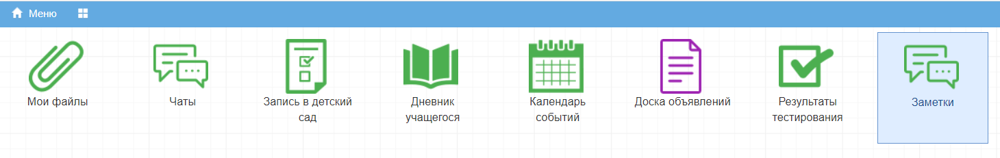 Меню
Мои файлы
Чаты
Запись в детский
сад
Дневник
учащегося
Календарь
событий
Доска объявлений
Результаты
тестирования
Заметки